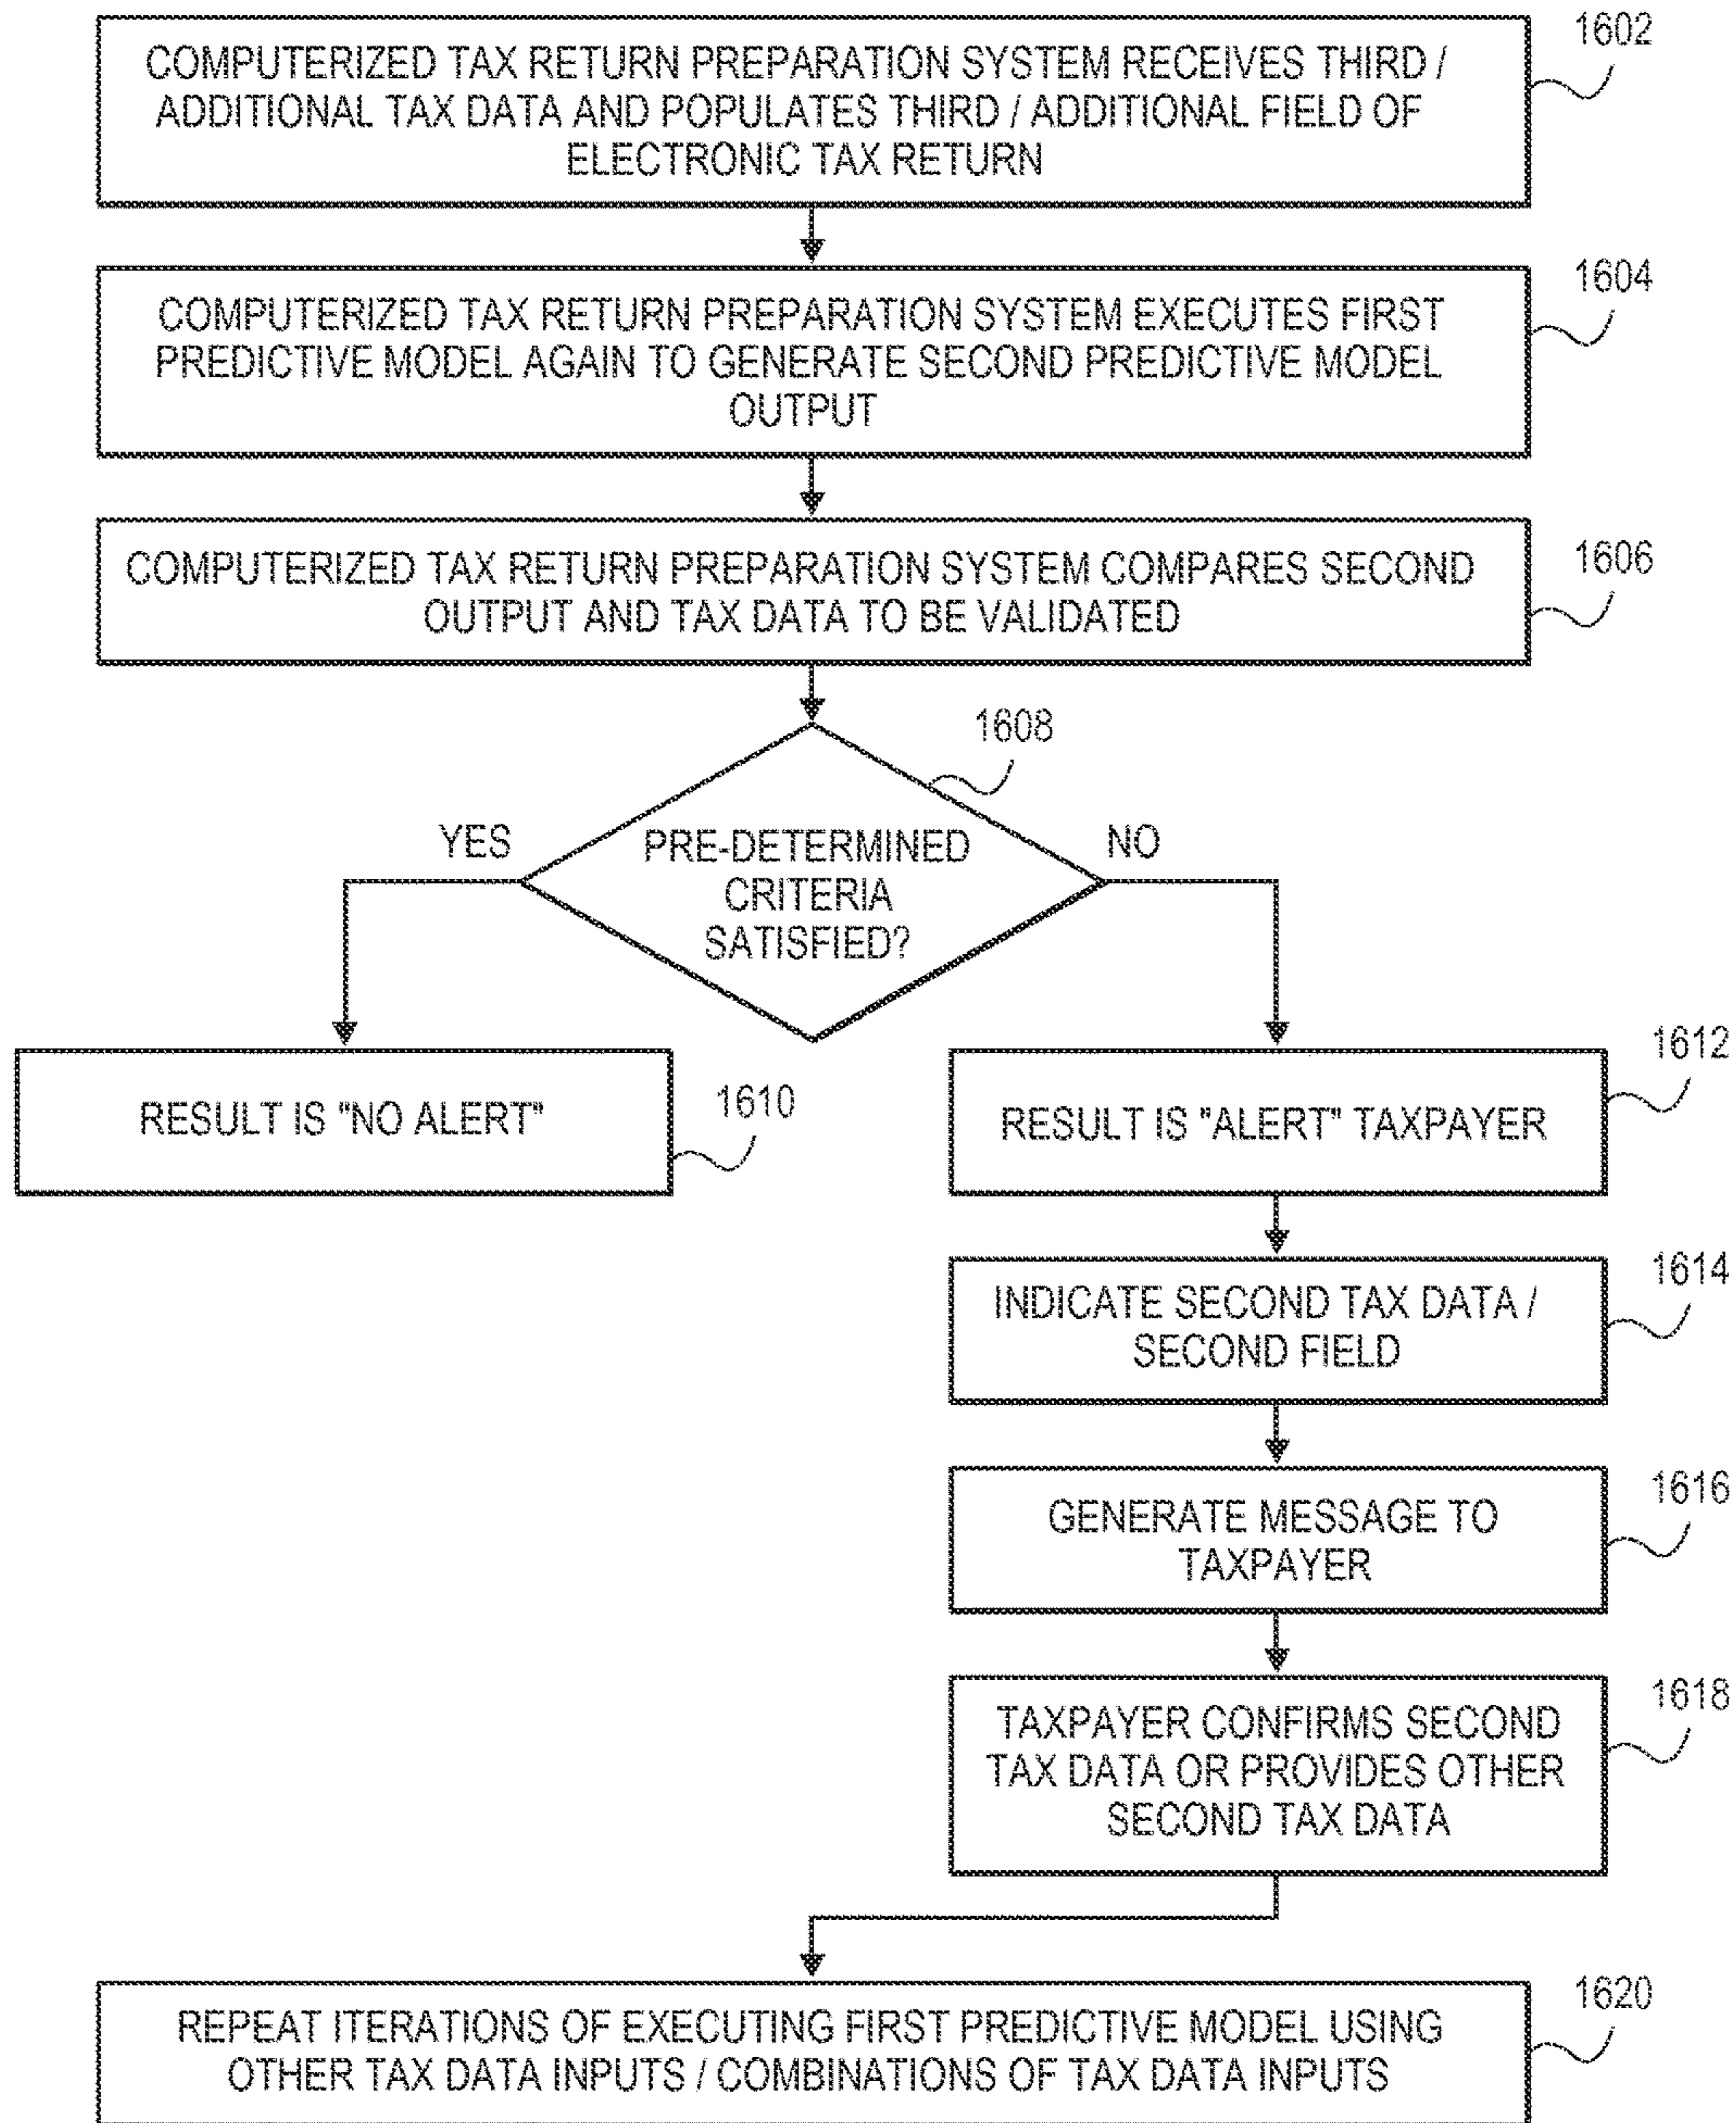 1602
COMPUTERIZED TAX RETURN PREPARATION SYSTEM RECEIVES THIRD /
ADDITIONAL TAX DATA AND POPULATES THIRD / ADDITIONAL FIELD OF
ELECTRONIC TAX RETURN
1604
COMPUTERIZED TAX RETURN PREPARATION SYSTEM EXECUTES FIRST
PREDICTIVE MODEL AGAIN TO GENERATE SECOND PREDICTIVE MODEL
OUTPUT
1606
COMPUTERIZED TAX RETURN PREPARATION SYSTEM COMPARES SECOND
OUTPUT AND TAX DATA TO BE VALIDATED
1608
YES
NO
PRE-DETERMINED
CRITERIA
SATISFIED?
RESULT IS "NO ALERT"
1610
1612
RESULT IS "ALERT" TAXPAYER
1614
INDICATE SECOND TAX DATA /
SECOND FIELD
1616
GENERATE MESSAGE TO
TAXPAYER
1618
TAXPAYER CONFIRMS SECOND
TAX DATA OR PROVIDES OTHER
SECOND TAX DATA
1620
REPEAT ITERATIONS OF EXECUTING FIRST PREDICTIVE MODEL USING
OTHER TAX DATA INPUTS / COMBINATIONS OF TAX DATA INPUTS